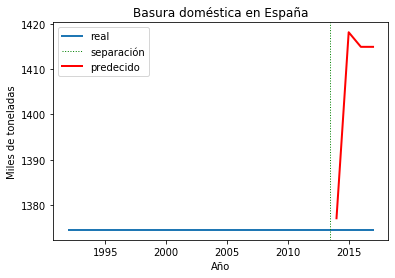 Basura doméstica en España
real
separación
predecido
1420
1410
1400
1390
1380
Miles de toneladas
1995
2000
2005
2010
2015
Año